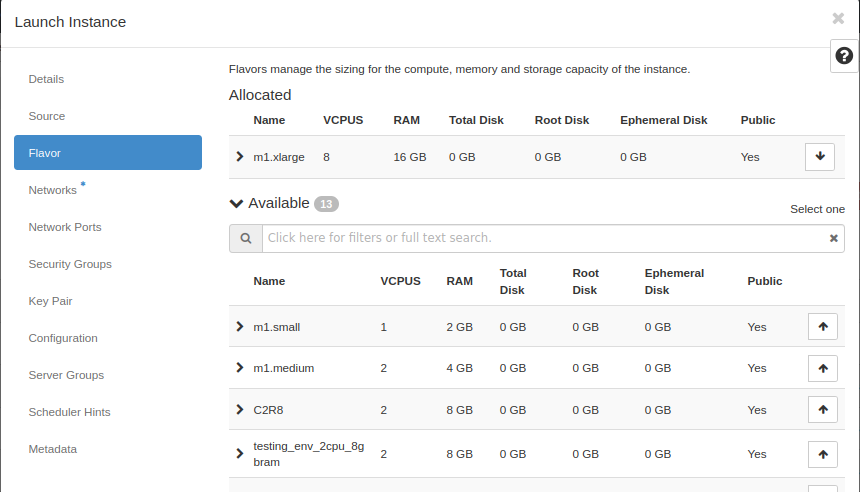 Launch Instance
Details
Source
Flavor
Networks *
Network Ports
Security Groups
Key Pair
Configuration
Server Groups
Scheduler Hints
Metadata
Flavors manage the sizing for the compute, memory and storage capacity of the instance.
Allocated
Name VCPUS RAM Total Disk Root Disk Ephemeral Disk Public
m1.xlarge 8 16 GB 0 GB 0 GB 0 GB Yes
Available 13
Select one
Click here for filters or full text search.
Name VCPUS RAM Total Disk Root Disk Ephemeral Disk Public
m1.small 1 2 GB 0 GB 0 GB 0 GB Yes
m1.medium 2 4 GB 0 GB 0 GB 0 GB Yes
C2R8 2 8 GB 0 GB 0 GB 0 GB Yes
testing_env_2cpu_8g
bram 2 8 GB 0 GB 0 GB 0 GB Yes